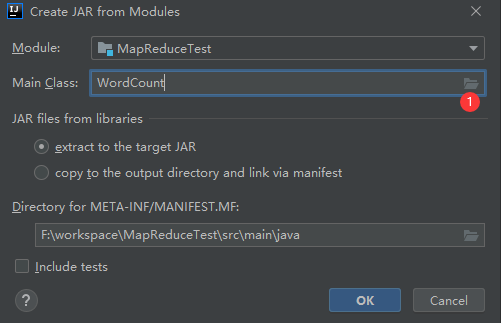 IJ Create JAR from Modules
Module: MapReduceTest
Main Class: WordCount
1
JAR files from libraries
extract to the target JAR
copy to the output directory and link via manifest
Directory for META-INF/MANIFEST.MF:
F:\workspace\MapReduceTest\src\main\java
Include tests
? OK Cancel